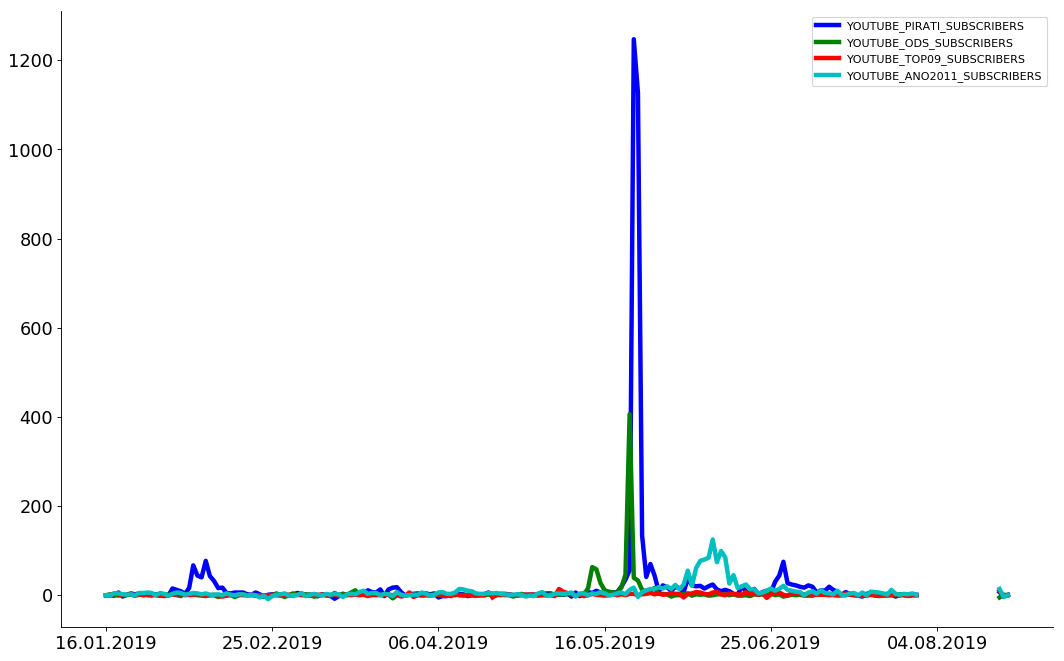 YOUTUBE_PIRATI_SUBSCRIBERS
YOUTUBE_ODS_SUBSCRIBERS
YOUTUBE_TOP09_SUBSCRIBERS
YOUTUBE_ANO2011_SUBSCRIBERS
1200
1000
800
600
400
200
0
16.01.2019 25.02.2019 06.04.2019 16.05.2019 25.06.2019 04.08.2019